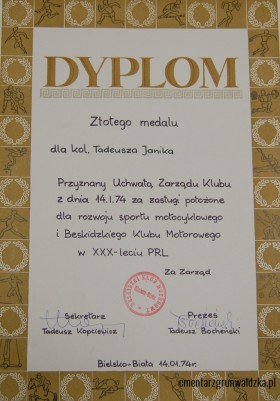 DYPLOM
Złotego medalu
dla kol. Tadeusza Janika
Przyznany Uchwałą Zarządu Klubu
z dnia 14.1.74 za zasługi położone
dla rozwoju sportu motocyklowego
i Beskidzkiego Klubu Motorowego
w XXX-leciu PRL
Za Zarząd
Sekretarz
Tadeusz Kopciewicz
Prezes
Tadeusz Bocheński
Bielsko-Biała 14.01.74r.
cmentarzgrunwaldzka.pl